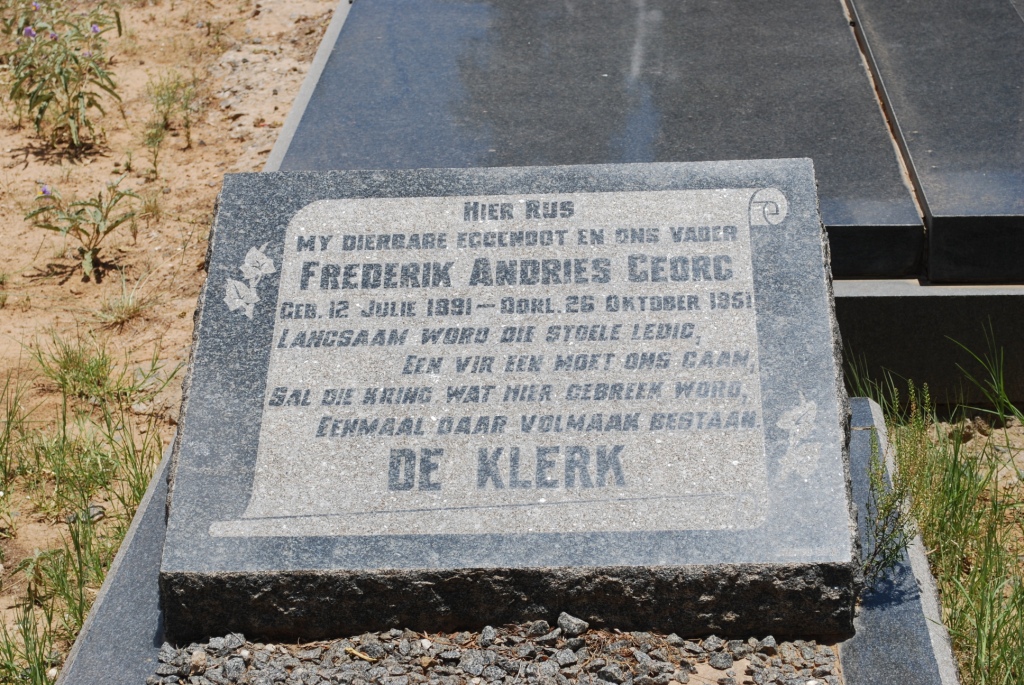 HIER RUS
MY DIERBARE EGGENOOT EN ONS VADER
FREDERIK ANDRIES GEORG
GEB. 12 JULIE 1891 — OORL. 26 OKTOBER 1951
LANGSAAM WORD DIE STOELE LEDIG,
EEN VIR EEN MOET ONS GAAN,
SAL DIE KRING WAT HIER GEBREEK WORD,
EENMAAL DAAR VOLMAAK BESTAAN.
DE KLERK